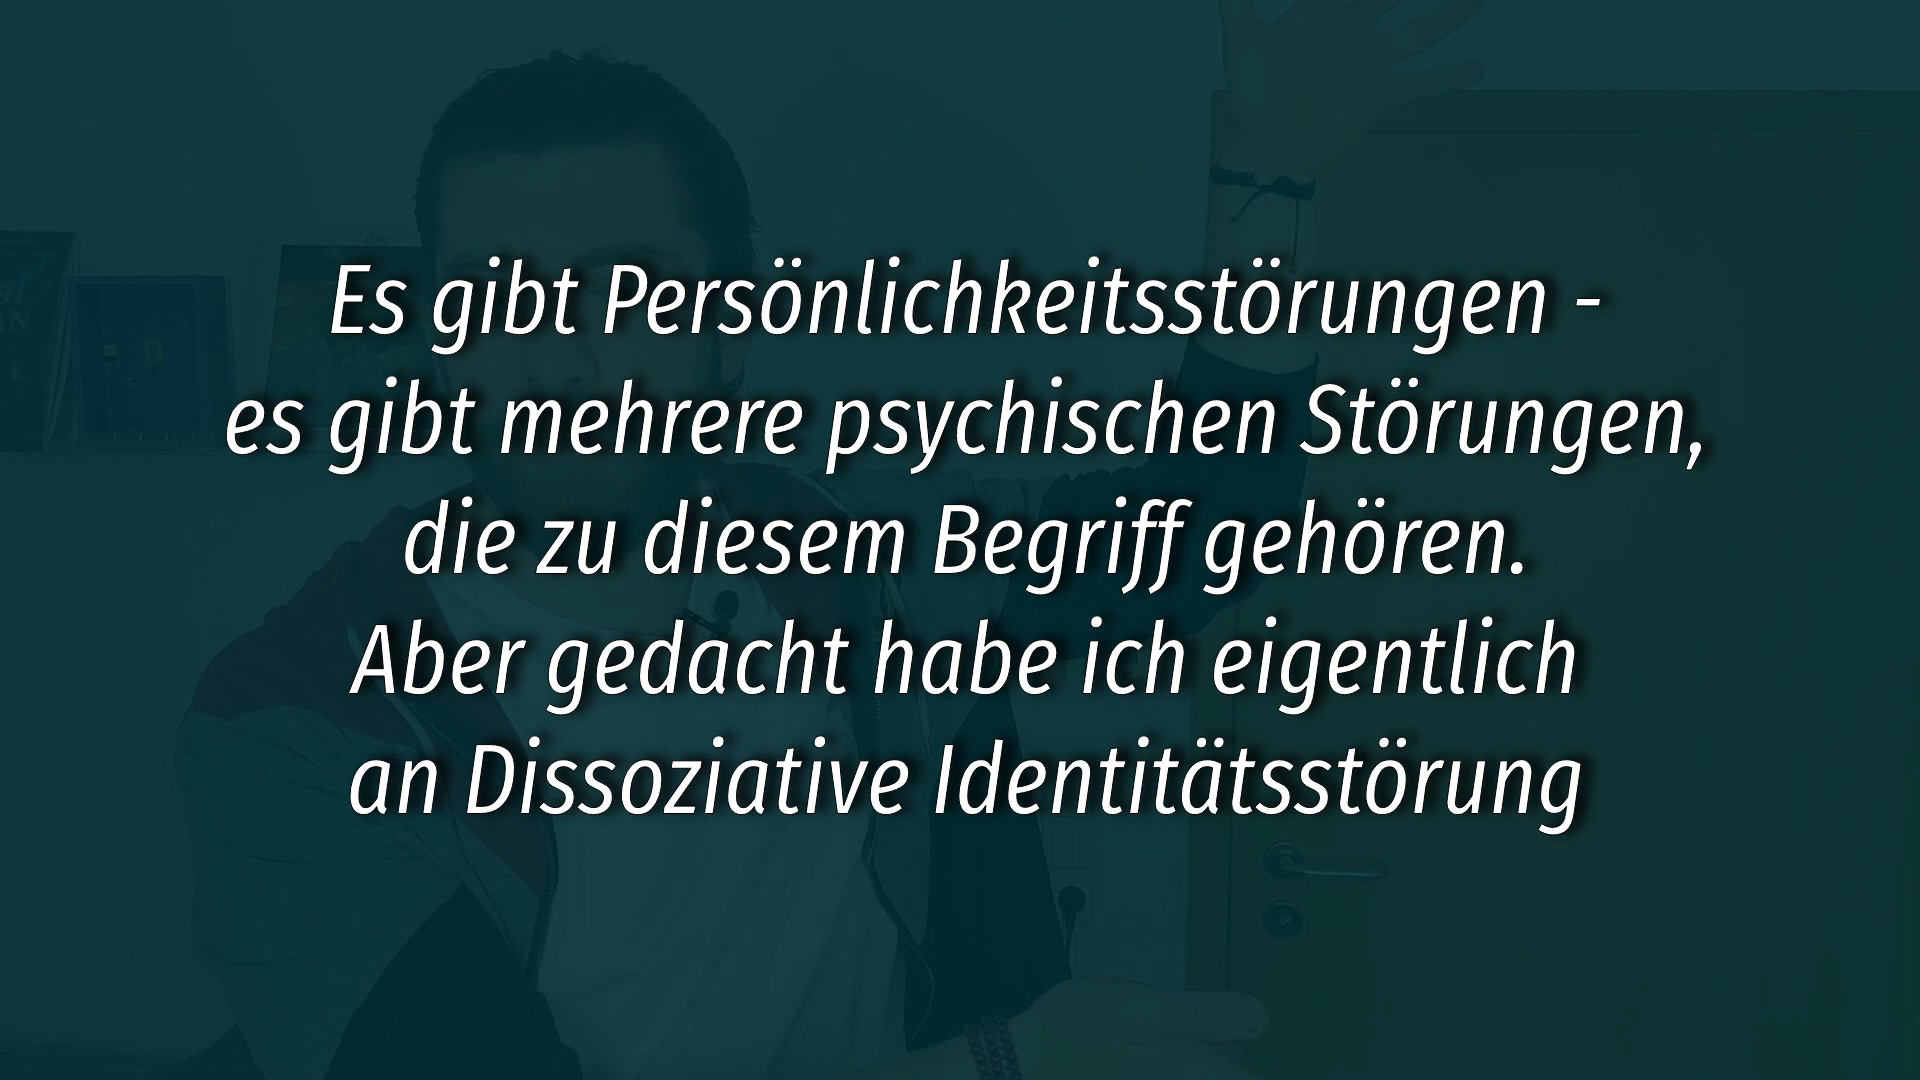 Es gibt Persönlichkeitsstörungen -
es gibt mehrere psychischen Störungen,
die zu diesem Begriff gehören.
Aber gedacht habe ich eigentlich
an Dissoziative Identitätsstörung